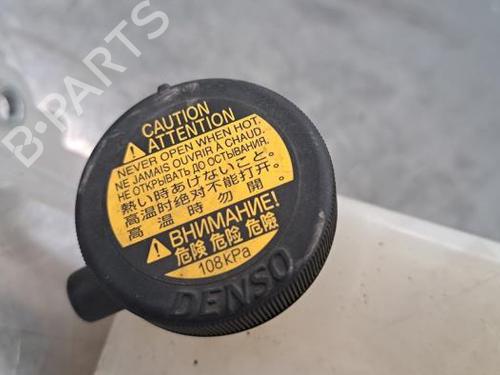 B-PARTS
CAUTION
ATTENTION
NEVER OPEN WHEN HOT.
NE JAMAIS OUVRIR À CHAUD.
НЕ ОТКРЫВАТЬ ДО ОСТЫВАНИЯ.
熱い時あけないこと。
高温时绝对不能打开。
高溫時勿開。
ВНИМАНИЕ!
危険 危险 危險
108kPa
DENSO